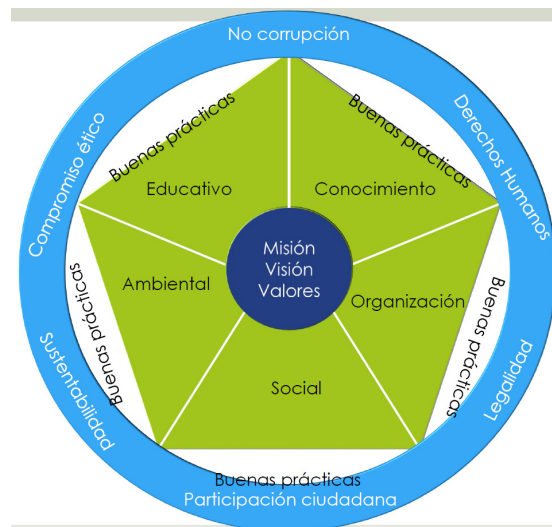 No corrupción
Compromiso ético
Derechos Humanos
Buenas prácticas
Buenas prácticas
Educativo
Conocimiento
Misión
Visión
Valores
Ambiental
Organización
Buenas prácticas
Buenas prácticas
Social
Sustentabilidad
Legalidad
Buenas prácticas
Participación ciudadana